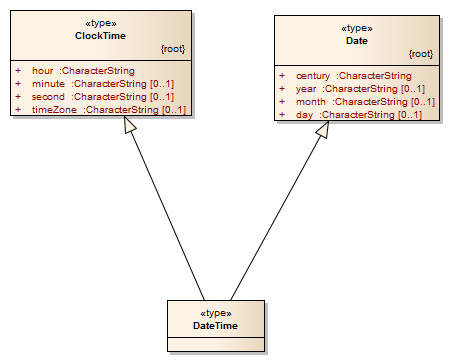 «type»
ClockTime
{root}
+ hour :CharacterString
+ minute :CharacterString [0..1]
+ second :CharacterString [0..1]
+ timeZone :CharacterString [0..1]
«type»
Date
{root}
+ century :CharacterString
+ year :CharacterString [0..1]
+ month :CharacterString [0..1]
+ day :CharacterString [0..1]
«type»
DateTime